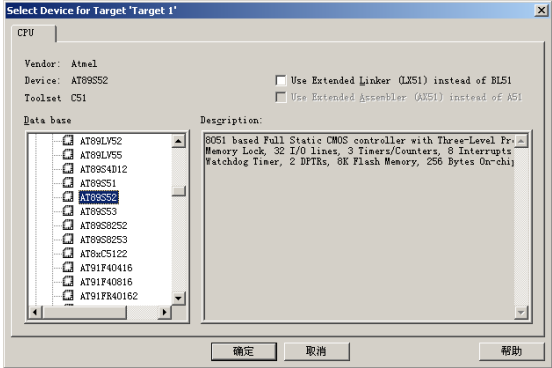 Select Device for Target 'Target 1'
CPU
Vendor: Atmel
Device: AT89S52
Toolset C51
Use Extended Linker (LX51) instead of BL51
Use Extended Assembler (AX51) instead of A51
Data base
Description:
AT89LV52
AT89LV55
AT89S4D12
AT89S51
AT89S52
AT89S53
AT89S8252
AT89S8253
AT8xC5122
AT91F40416
AT91F40816
AT91FR40162
8051 based Full Static CMOS controller with Three-Level Pr
Memory Lock, 32 I/O lines, 3 Timers/Counters, 8 Interrupts
Watchdog Timer, 2 DPTRs, 8K Flash Memory, 256 Bytes On-chip
确定
取消
帮助